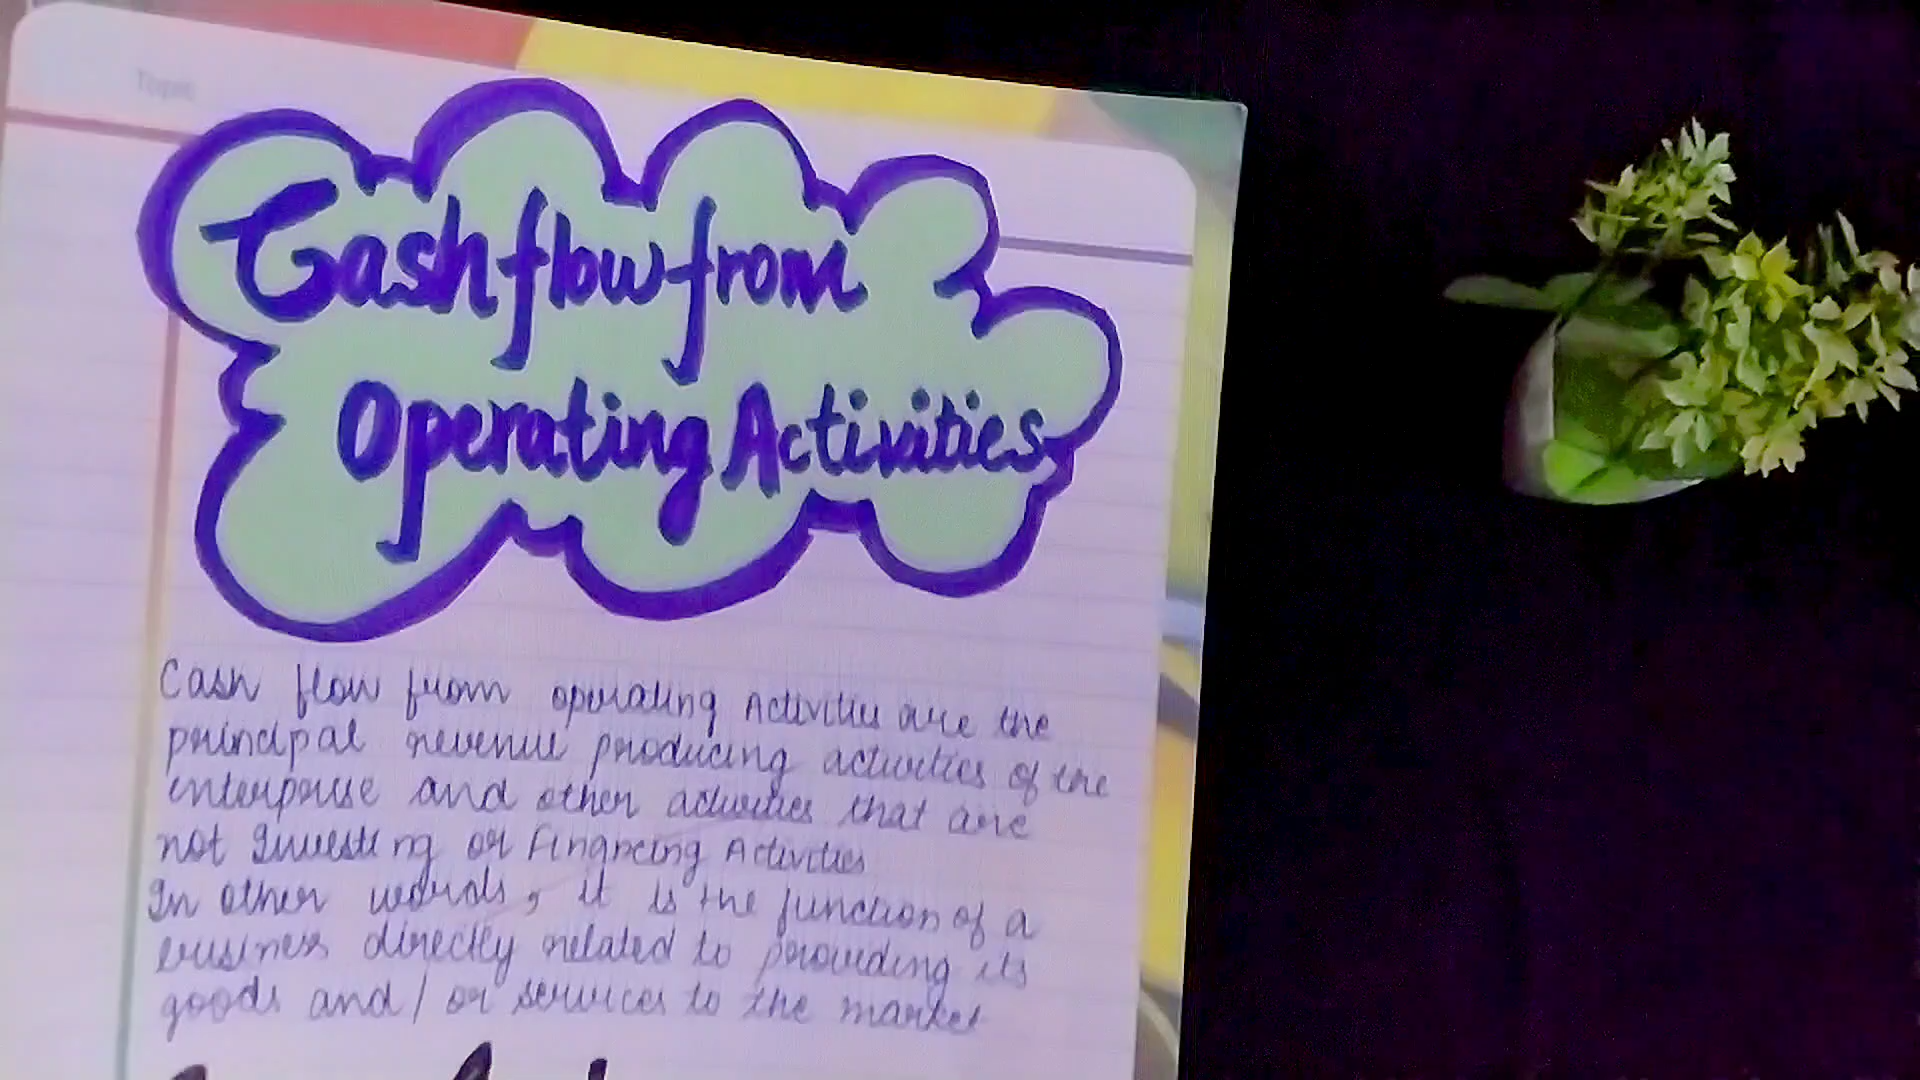 Topic
Cash flow from
Operating Activities
Cash flow from operating Activities are the
principal revenue producing activities of the
enterprise and other activities that are
not Investing or Financing Activities
In other words, it is the function of a
business directly related to providing its
goods and/or services to the market